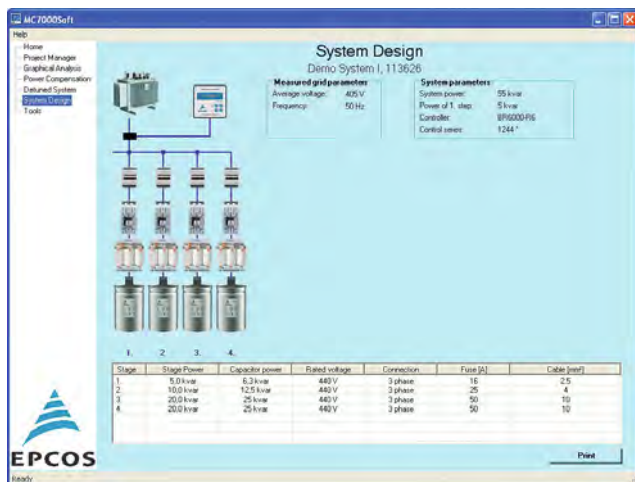 MC7000Soft
Help
Home
Project Manager
Graphical Analysis
Power Compensation
Detuned System
System Design
Tools
System Design
Demo System I, 113626
Measured grid parameters
Average voltage: 405 V
Frequency: 50 Hz
System parameters
System power: 55 kvar
Power of 1. step: 5 kvar
Controller: BR6000-R6
Control series: 1244 *
1. 2 3. 4.
Stage Stage Power Capacitor power Rated voltage Connection Fuse [A] Cable [mm²]
1. 5,0 kvar 6,3 kvar 440 V 3 phase 16 2.5
2. 10,0 kvar 12,5 kvar 440 V 3 phase 25 4
3. 20,0 kvar 25 kvar 440 V 3 phase 50 10
4. 20,0 kvar 25 kvar 440 V 3 phase 50 10
EPCOS
Print
Ready